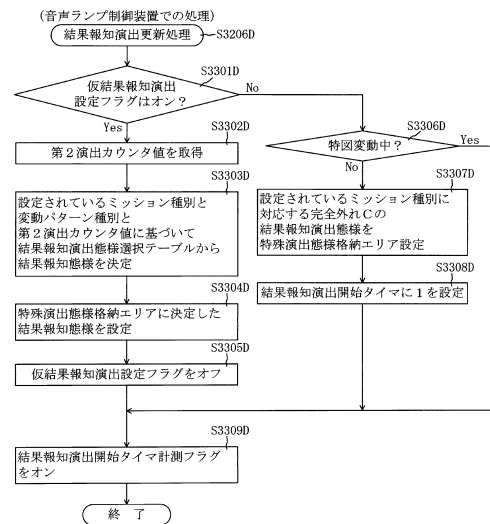 (音声ランプ制御装置での処理)
結果報知演出更新処理
S3206D
S3301D
仮結果報知演出
設定フラグはオン？
No
Yes
S3302D
第２演出カウンタ値を取得
S3303D
設定されているミッション種別と
変動パターン種別と
第２演出カウンタ値に基づいて
結果報知演出態様選択テーブルから
結果報知態様を決定
S3304D
特殊演出態様格納エリアに決定した
結果報知態様を設定
S3305D
仮結果報知演出設定フラグをオフ
S3306D
特図変動中？
Yes
No
S3307D
設定されているミッション種別に
対応する完全外れＣの
結果報知演出態様を
特殊演出態様格納エリア設定
S3308D
結果報知演出開始タイマに１を設定
S3309D
結果報知演出開始タイマ計測フラグ
をオン
終 了